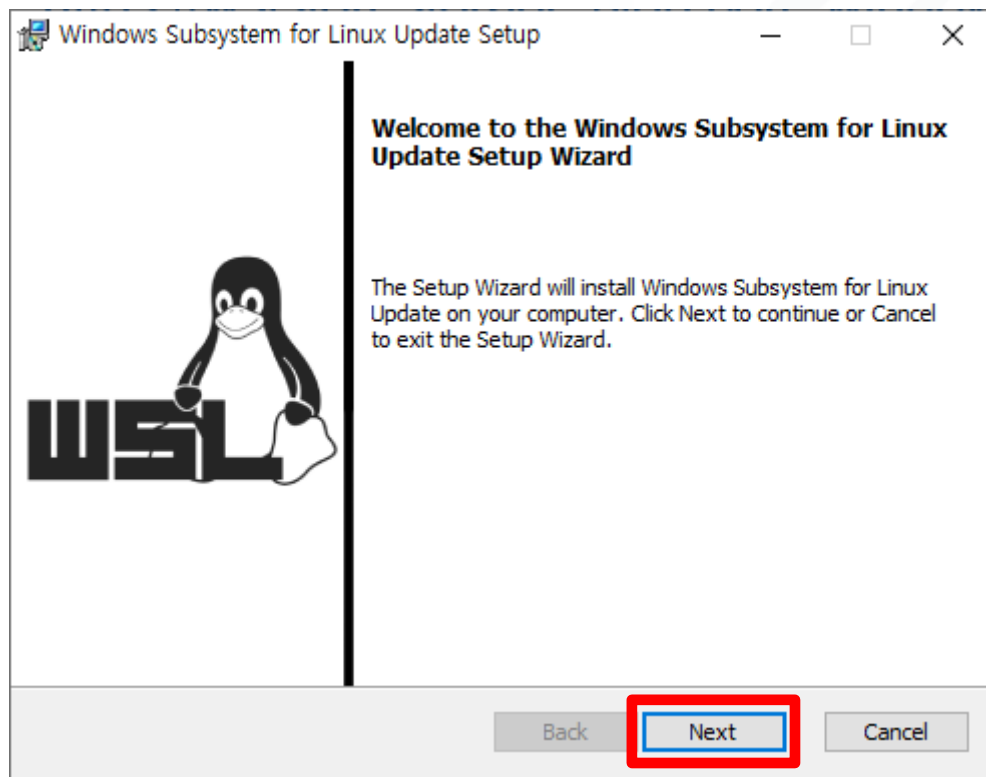 Windows Subsystem for Linux Update Setup
Welcome to the Windows Subsystem for Linux
Update Setup Wizard
The Setup Wizard will install Windows Subsystem for Linux
Update on your computer. Click Next to continue or Cancel
to exit the Setup Wizard.
WSL
Back Next Cancel